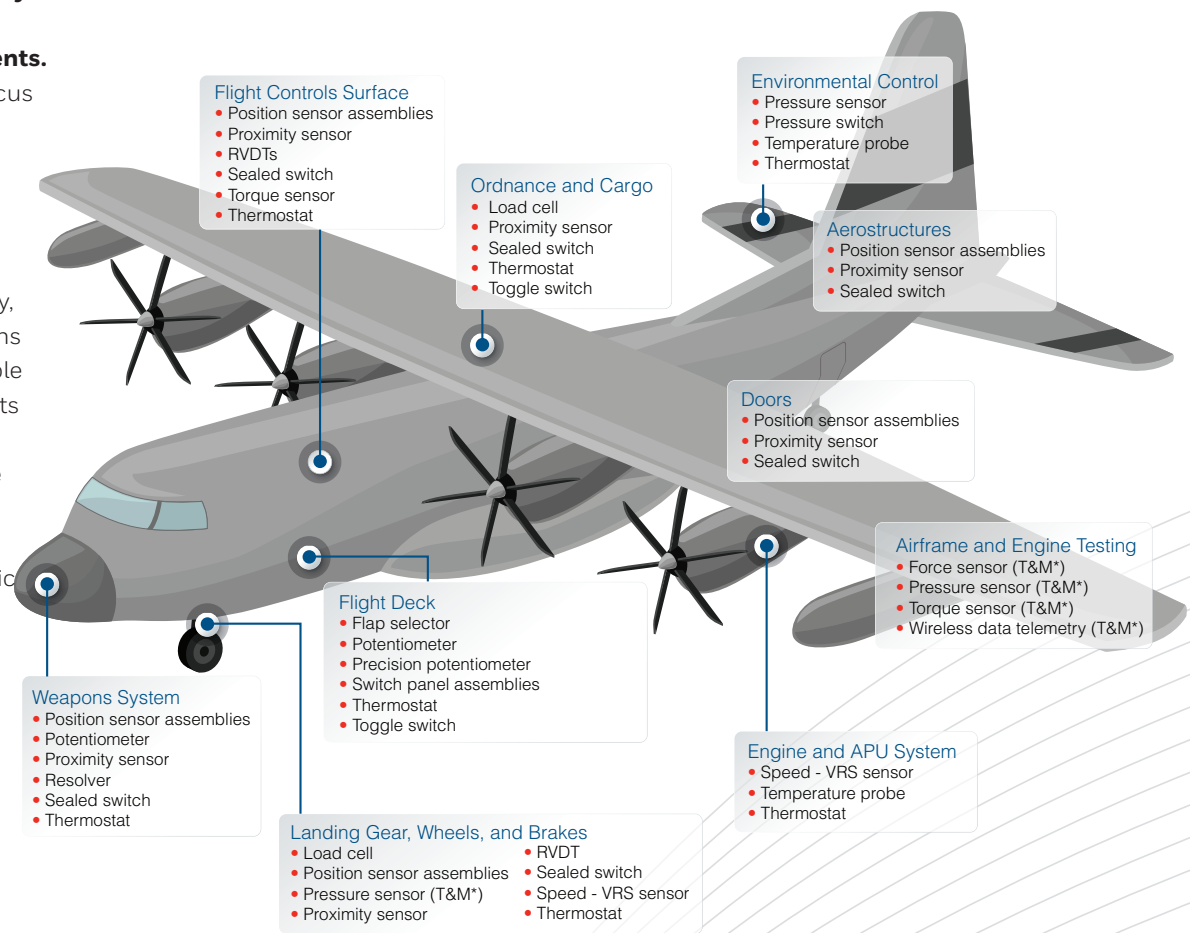 ents.
cus
y,
ns
ple
ts
e
ic
Flight Controls Surface
• Position sensor assemblies
• Proximity sensor
• RVDTs
• Sealed switch
• Torque sensor
• Thermostat
Ordnance and Cargo
• Load cell
• Proximity sensor
• Sealed switch
• Thermostat
• Toggle switch
Environmental Control
• Pressure sensor
• Pressure switch
• Temperature probe
• Thermostat
Aerostructures
• Position sensor assemblies
• Proximity sensor
• Sealed switch
Doors
• Position sensor assemblies
• Proximity sensor
• Sealed switch
Airframe and Engine Testing
• Force sensor (T&M*)
• Pressure sensor (T&M*)
• Torque sensor (T&M*)
• Wireless data telemetry (T&M*)
Flight Deck
• Flap selector
• Potentiometer
• Precision potentiometer
• Switch panel assemblies
• Thermostat
• Toggle switch
Weapons System
• Position sensor assemblies
• Potentiometer
• Proximity sensor
• Resolver
• Sealed switch
• Thermostat
Engine and APU System
• Speed - VRS sensor
• Temperature probe
• Thermostat
Landing Gear, Wheels, and Brakes
• Load cell
• Position sensor assemblies
• Pressure sensor (T&M*)
• Proximity sensor
• RVDT
• Sealed switch
• Speed - VRS sensor
• Thermostat